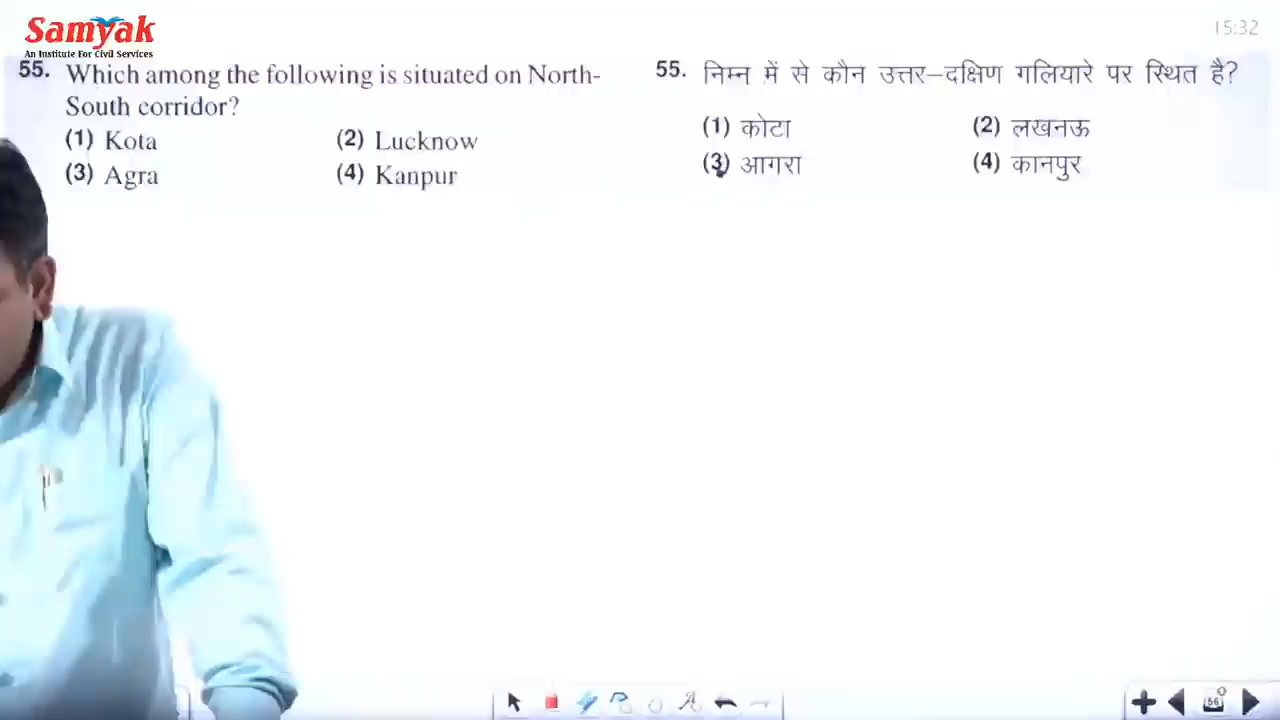 Samyak
An Institute For Civil Services
15:32
55. Which among the following is situated on North-
South corridor?
(1) Kota (2) Lucknow
(3) Agra (4) Kanpur
55. निम्न में से कौन उत्तर–दक्षिण गलियारे पर स्थित है?
(1) कोटा (2) लखनऊ
(3) आगरा (4) कानपुर
56